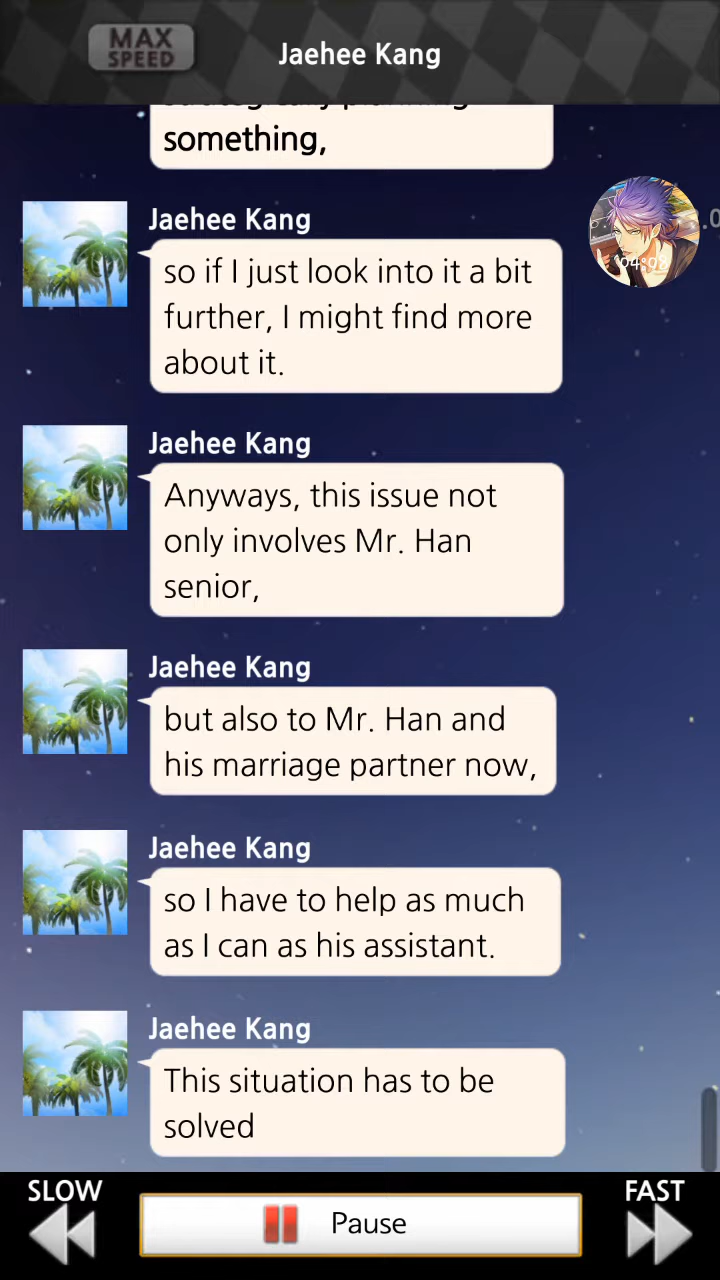 MAX
SPEED
Jaehee Kang
something,
Jaehee Kang
so if I just look into it a bit
further, I might find more
about it.
Jaehee Kang
Anyways, this issue not
only involves Mr. Han
senior,
Jaehee Kang
but also to Mr. Han and
his marriage partner now,
Jaehee Kang
so I have to help as much
as I can as his assistant.
Jaehee Kang
This situation has to be
solved
SLOW
Pause
FAST